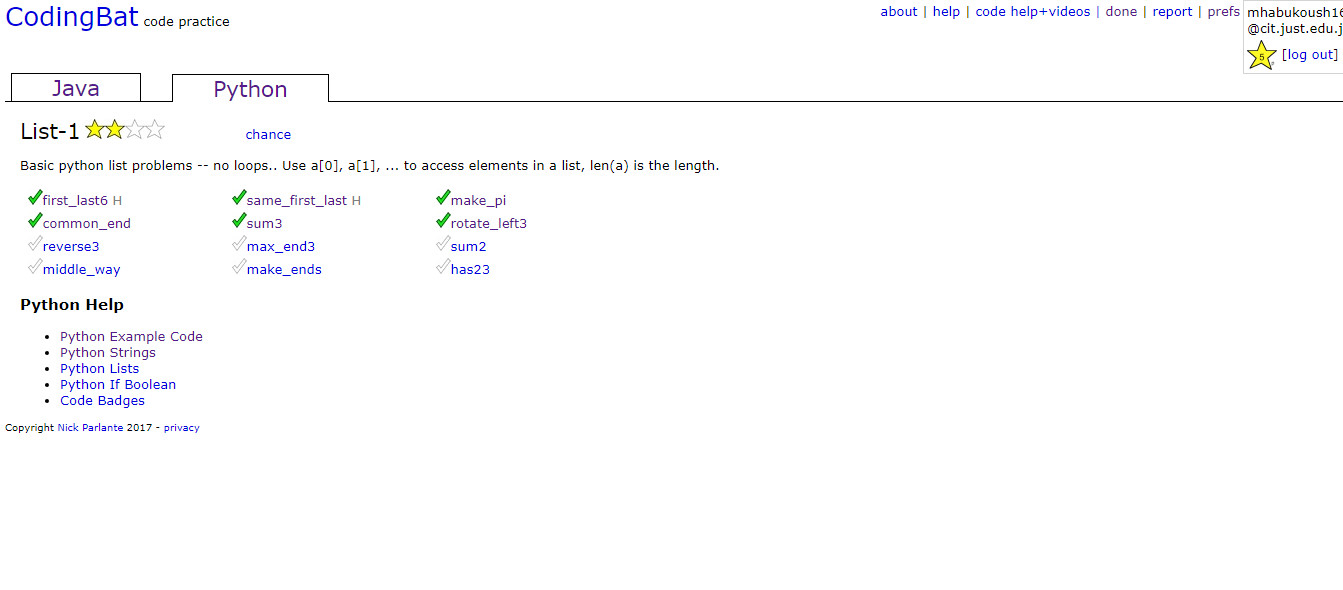 CodingBat code practice
about | help | code help+videos | done | report | prefs
mhabukoush16
@cit.just.edu.j
5 [log out]
Java
Python
List-1
chance
Basic python list problems -- no loops.. Use a[0], a[1], ... to access elements in a list, len(a) is the length.
first_last6 H same_first_last H make_pi
common_end sum3 rotate_left3
reverse3 max_end3 sum2
middle_way make_ends has23
Python Help
Python Example Code
Python Strings
Python Lists
Python If Boolean
Code Badges
Copyright Nick Parlante 2017 - privacy